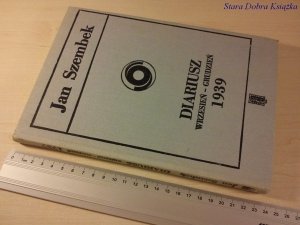 Stara Dobra Książka
Jan Szembek
DIARIUSZ
WRZESIEŃ - GRUDZIEŃ
1939